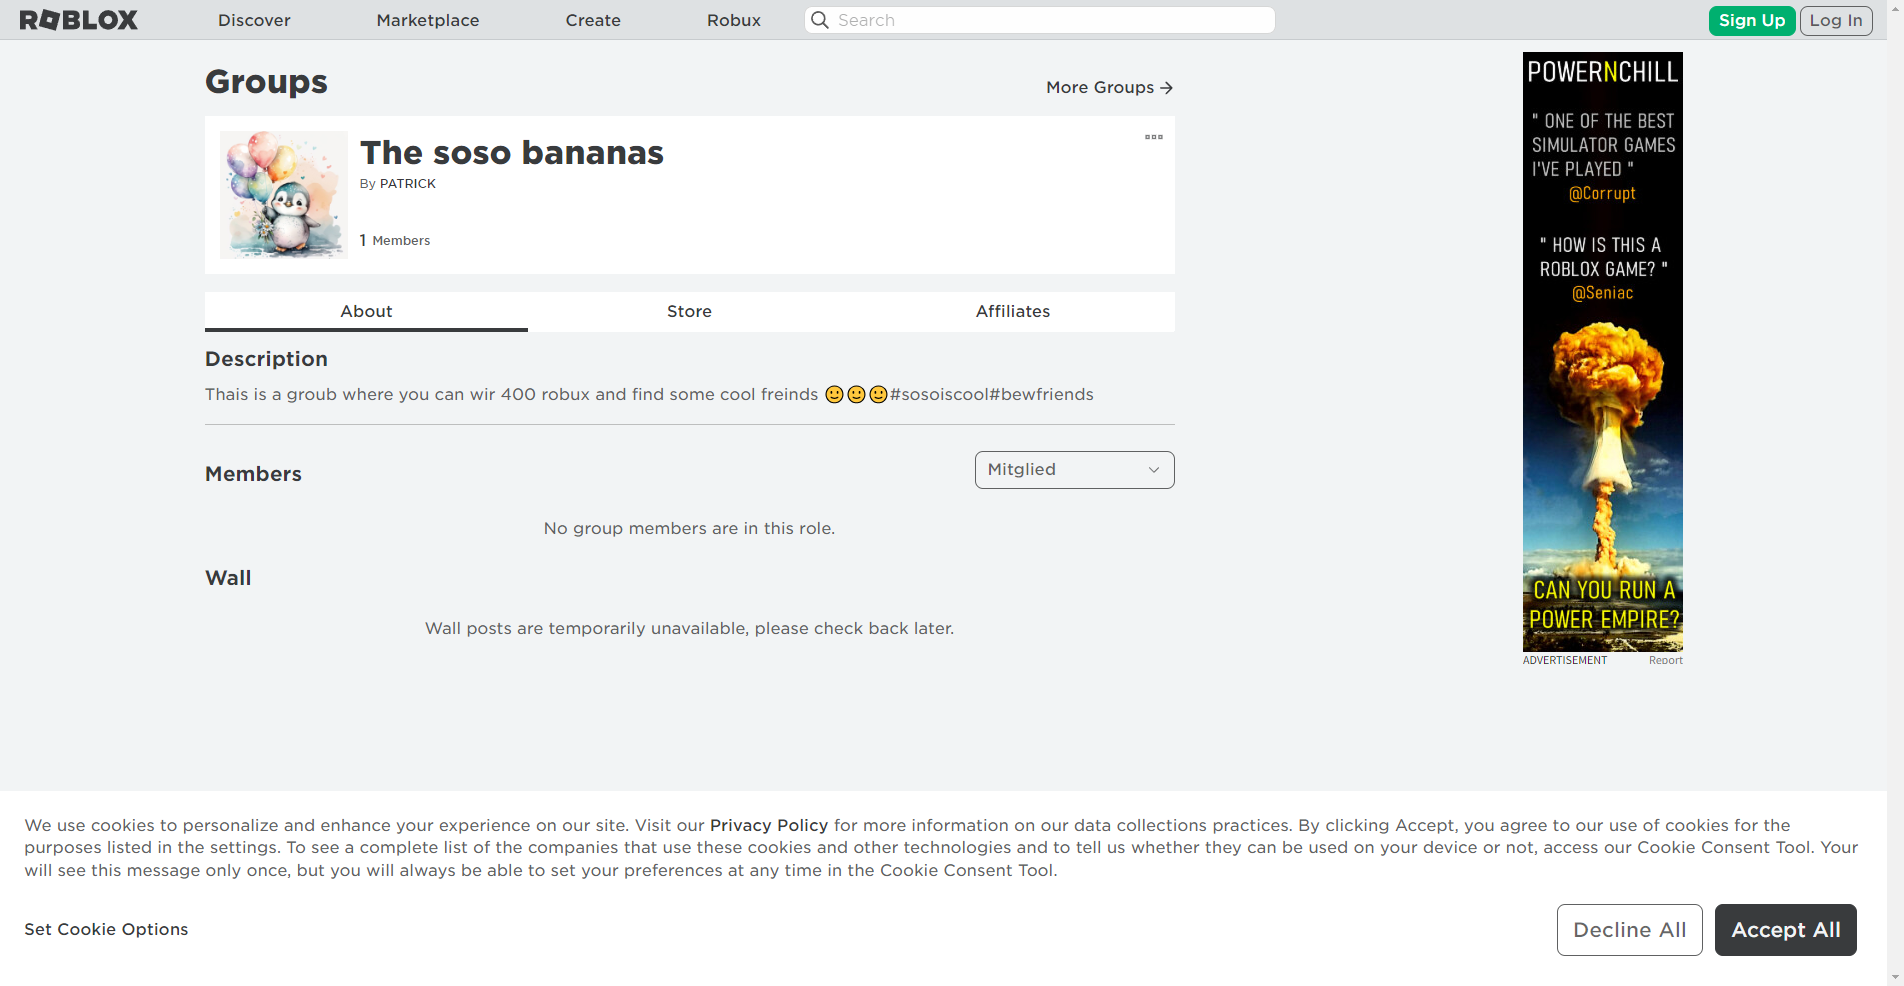 ROBLOX
Discover
Marketplace
Create
Robux
Search
Sign Up
Log In
Groups
More Groups
The soso bananas
By PATRICK
1 Members
About
Store
Affiliates
Description
Thais is a groub where you can wir 400 robux and find some cool freinds 🙂🙂🙂#sosoiscool#bewfriends
Members
Mitglied
No group members are in this role.
Wall
Wall posts are temporarily unavailable, please check back later.
POWERNCHILL
" ONE OF THE BEST
SIMULATOR GAMES
I'VE PLAYED "
@Corrupt
" HOW IS THIS A
ROBLOX GAME? "
@Seniac
CAN YOU RUN A
POWER EMPIRE?
ADVERTISEMENT
Report
We use cookies to personalize and enhance your experience on our site. Visit our Privacy Policy for more information on our data collections practices. By clicking Accept, you agree to our use of cookies for the
purposes listed in the settings. To see a complete list of the companies that use these cookies and other technologies and to tell us whether they can be used on your device or not, access our Cookie Consent Tool. Your
will see this message only once, but you will always be able to set your preferences at any time in the Cookie Consent Tool.
Set Cookie Options
Decline All
Accept All